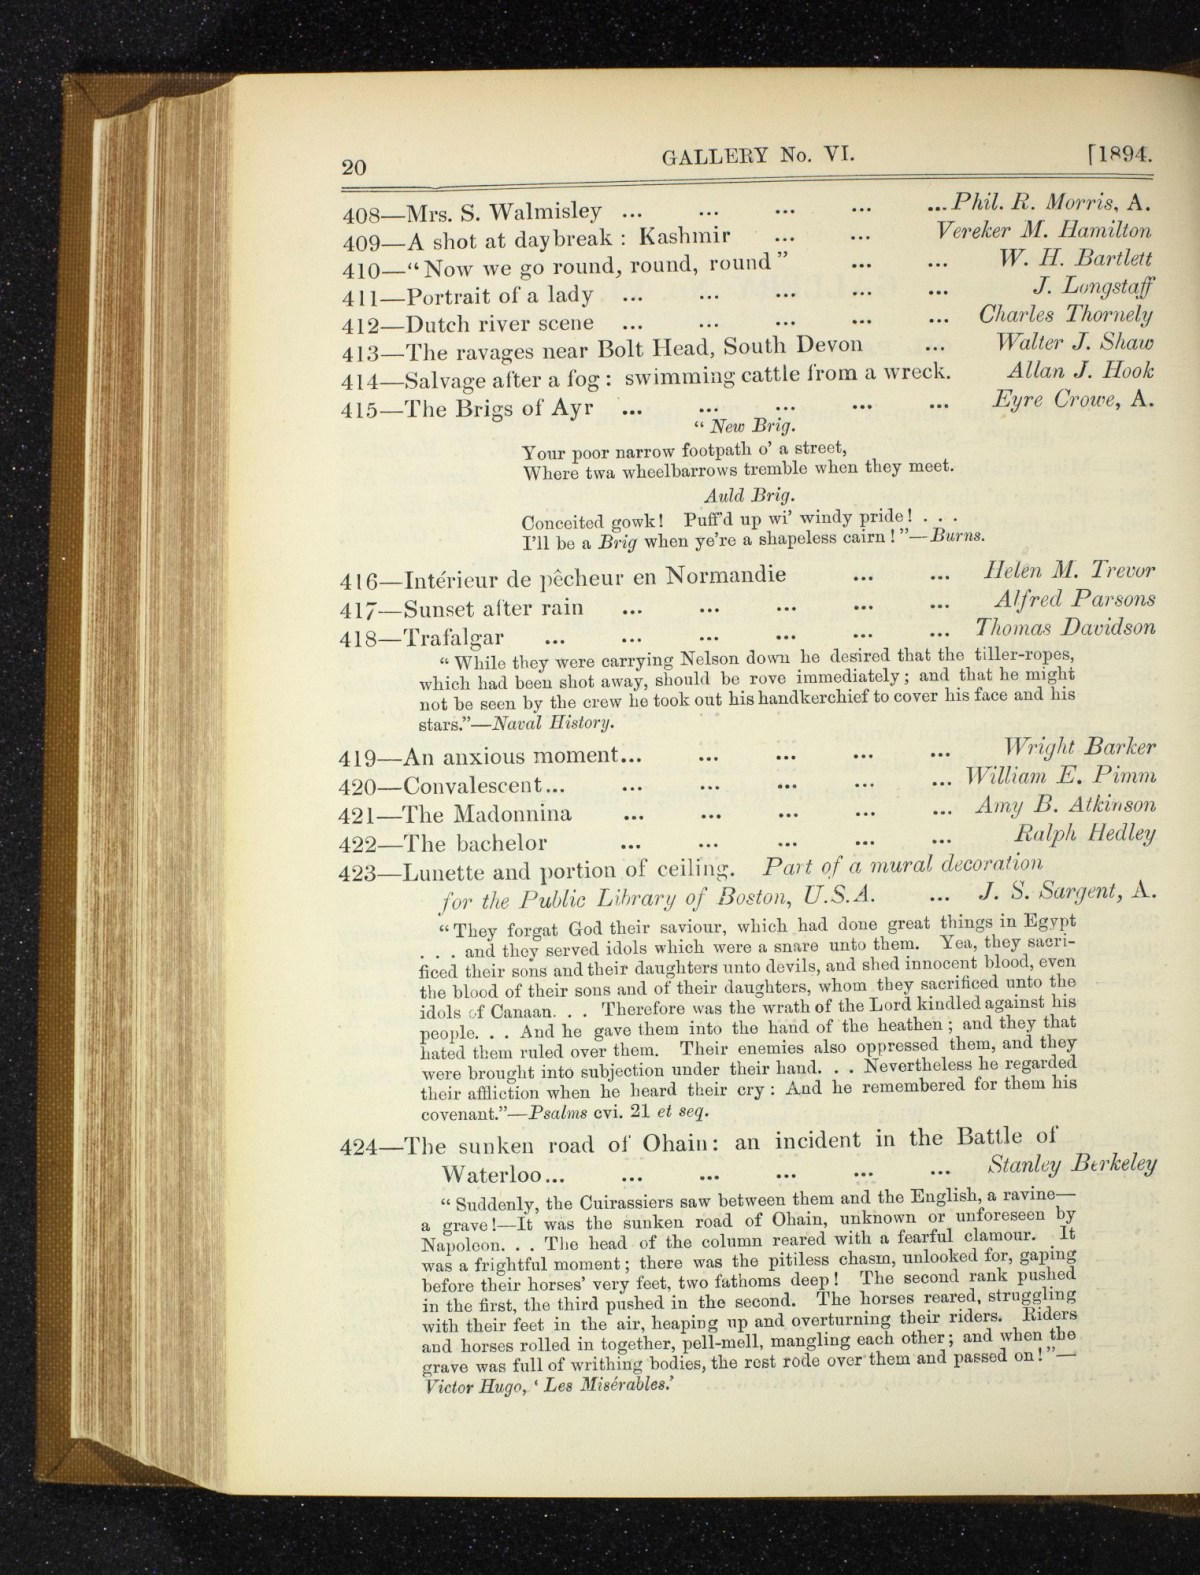 20 GALLERY No. VI. [1894.
408—Mrs. S. Walmisley ... ... ... ... ... Phil. R. Morris, A.
409—A shot at daybreak : Kashmir ... ... Vereker M. Hamilton
410—“Now we go round, round, round” ... ... W. H. Bartlett
411—Portrait of a lady ... ... ... ... ... J. Longstaff
412—Dutch river scene ... ... ... ... ... Charles Thornely
413—The ravages near Bolt Head, South Devon ... Walter J. Shaw
414—Salvage after a fog : swimming cattle from a wreck. Allan J. Hook
415—The Brigs of Ayr ... ... ... ... ... Eyre Crowe, A.
“ New Brig.
Your poor narrow footpath o’ a street,
Where twa wheelbarrows tremble when they meet.
Auld Brig.
Conceited gowk! Puff’d up wi’ windy pride! . . .
I’ll be a Brig when ye’re a shapeless cairn ! ”—Burns.
416—Intérieur de pêcheur en Normandie ... ... Helen M. Trevor
417—Sunset after rain ... ... ... ... ... Alfred Parsons
418—Trafalgar ... ... ... ... ... ... Thomas Davidson
“ While they were carrying Nelson down he desired that the tiller-ropes,
which had been shot away, should be rove immediately ; and that he might
not be seen by the crew he took out his handkerchief to cover his face and his
stars.”—Naval History.
419—An anxious moment... ... ... ... ... Wright Barker
420—Convalescent... ... ... ... ... ... William E. Pimm
421—The Madonnina ... ... ... ... ... Amy B. Atkinson
422—The bachelor ... ... ... ... ... Ralph Hedley
423—Lunette and portion of ceiling. Part of a mural decoration
for the Public Library of Boston, U.S.A. ... J. S. Sargent, A.
“ They forgat God their saviour, which had done great things in Egypt
. . . and they served idols which were a snare unto them. Yea, they sacri-
ficed their sons and their daughters unto devils, and shed innocent blood, even
the blood of their sons and of their daughters, whom they sacrificed unto the
idols of Canaan. . . Therefore was the wrath of the Lord kindled against his
people. . . And he gave them into the hand of the heathen ; and they that
hated them ruled over them. Their enemies also oppressed them, and they
were brought into subjection under their hand. . . Nevertheless he regarded
their affliction when he heard their cry : And he remembered for them his
covenant.”—Psalms cvi. 21 et seq.
424—The sunken road of Ohain: an incident in the Battle of
Waterloo... ... ... ... ... ... Stanley Berkeley
“ Suddenly, the Cuirassiers saw between them and the English, a ravine—
a grave!—It was the sunken road of Ohain, unknown or unforeseen by
Napoleon. . . The head of the column reared with a fearful clamour. It
was a frightful moment ; there was the pitiless chasm, unlooked for, gaping
before their horses’ very feet, two fathoms deep ! The second rank pushed
in the first, the third pushed in the second. The horses reared, struggling
with their feet in the air, heaping up and overturning their riders. Riders
and horses rolled in together, pell-mell, mangling each other ; and when the
grave was full of writhing bodies, the rest rode over them and passed on ! ”—
Victor Hugo, ‘ Les Misérables.’